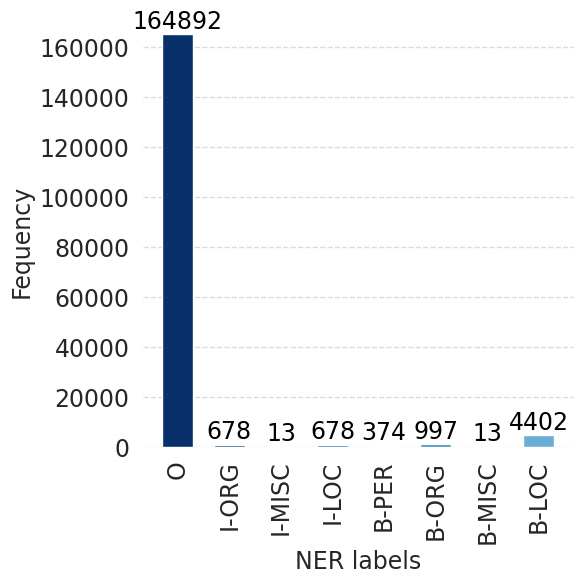 164892
160000
140000
120000
100000
80000
60000
40000
20000
0
Fequency
678 13 678 374 997 13 4402
O I-ORG I-MISC I-LOC B-PER B-ORG B-MISC B-LOC
NER labels